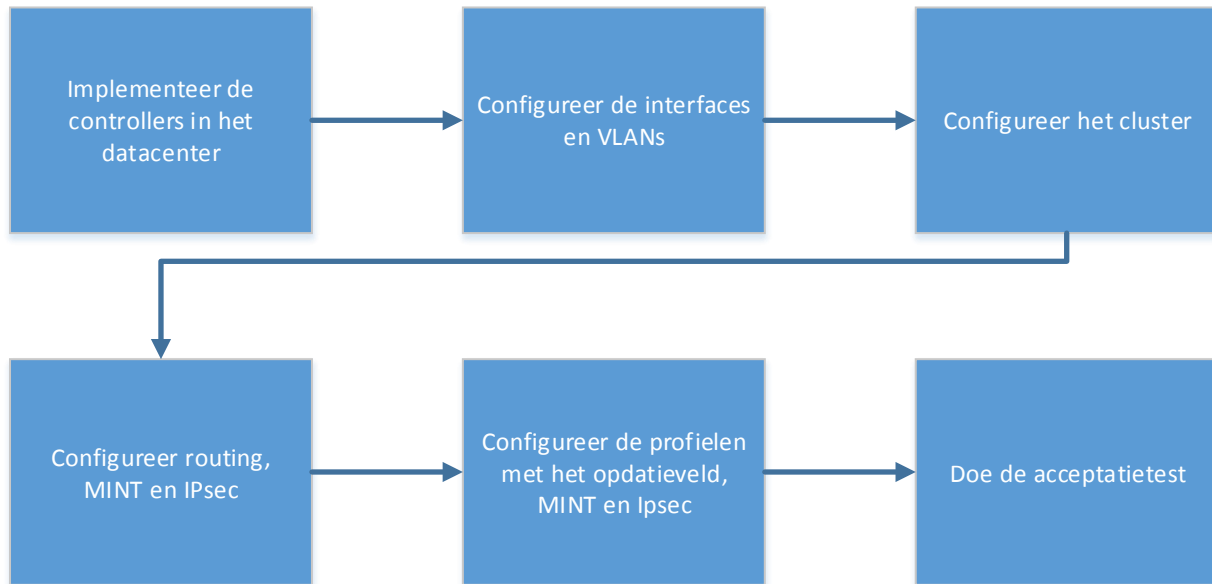 Implementeer de
controllers in het
datacenter
Configureer de interfaces
en VLANs
Configureer het cluster
Configureer routing,
MINT en IPsec
Configureer de profielen
met het opdatieveld,
MINT en Ipsec
Doe de acceptatietest